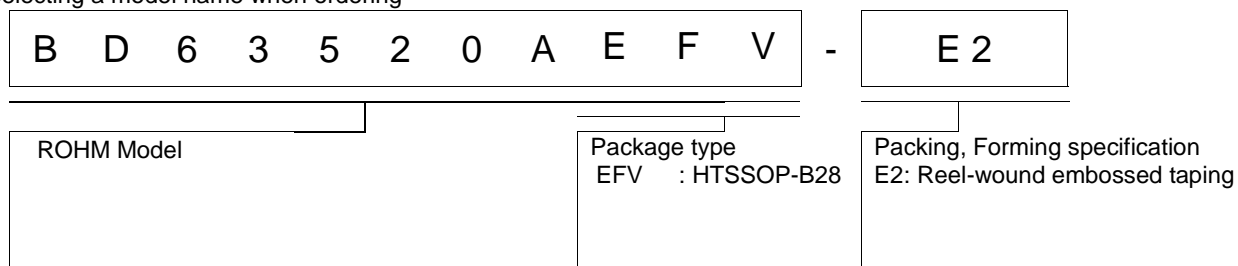 selecting a model name when ordering
B D 6 3 5 2 0 A E F V - E 2
ROHM Model
Package type
EFV : HTSSOP-B28
Packing, Forming specification
E2: Reel-wound embossed taping